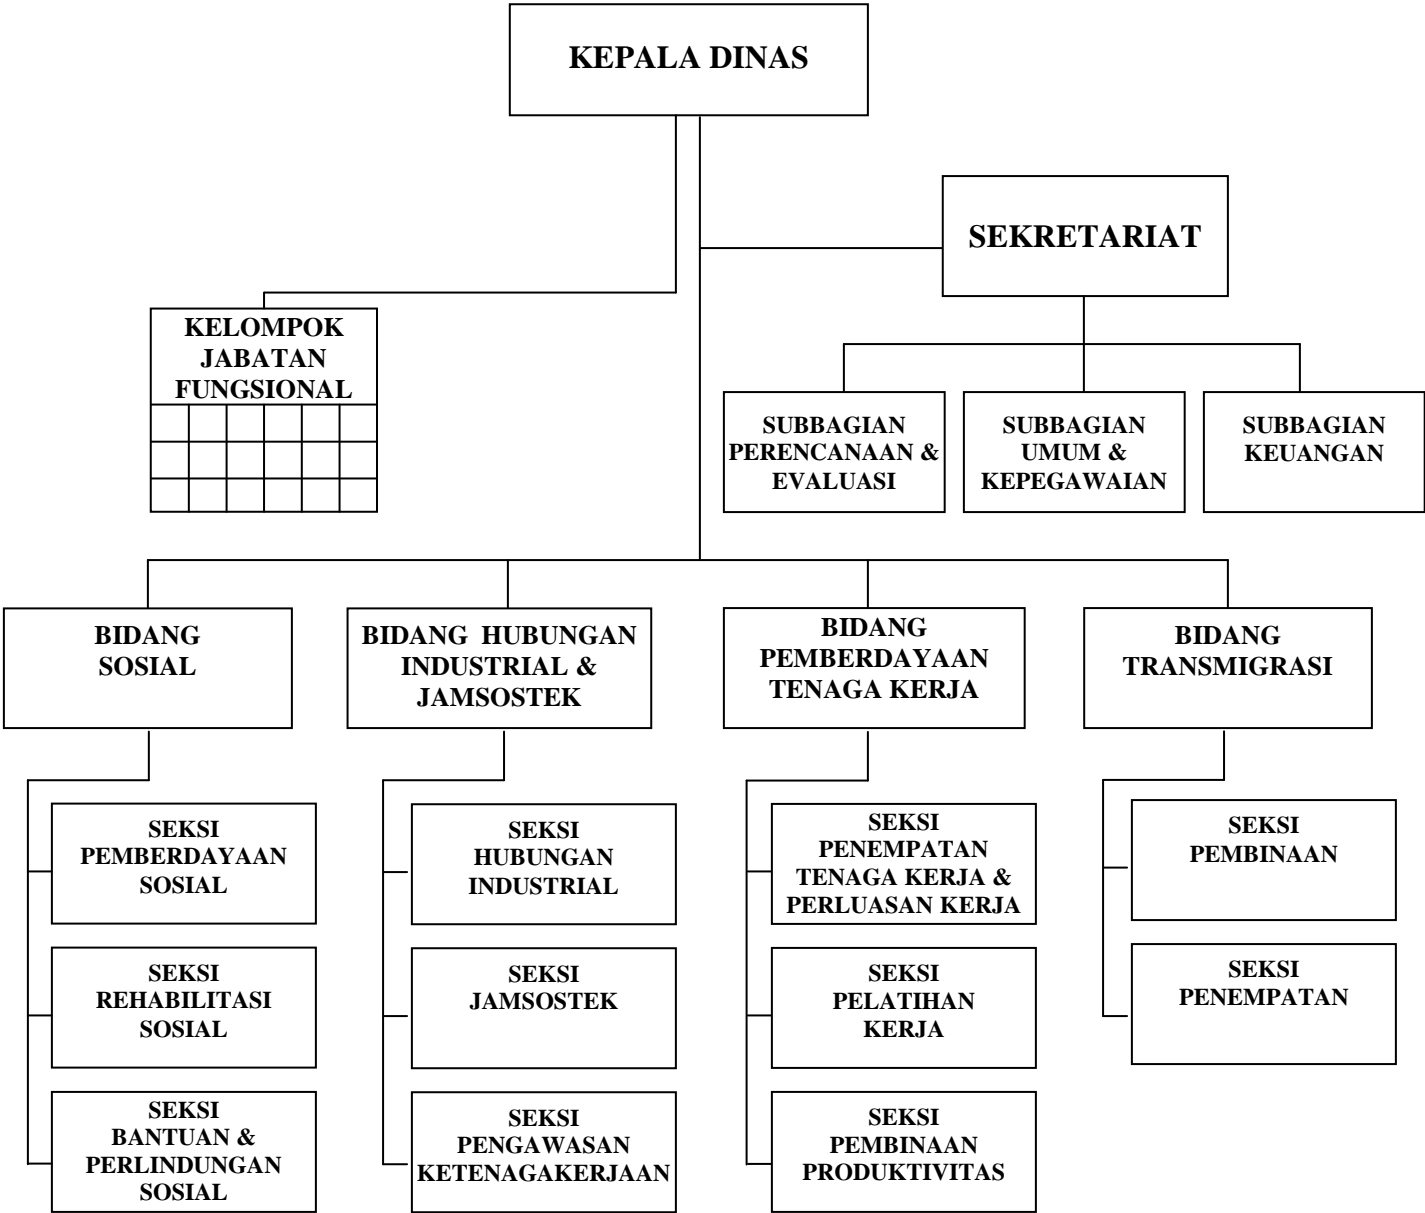 KEPALA DINAS
SEKRETARIAT
KELOMPOK
JABATAN
FUNGSIONAL
SUBBAGIAN
PERENCANAAN &
EVALUASI
SUBBAGIAN
UMUM &
KEPEGAWAIAN
SUBBAGIAN
KEUANGAN
BIDANG
SOSIAL
BIDANG HUBUNGAN
INDUSTRIAL &
JAMSOSTEK
BIDANG
PEMBERDAYAAN
TENAGA KERJA
BIDANG
TRANSMIGRASI
SEKSI
PEMBERDAYAAN
SOSIAL
SEKSI
HUBUNGAN
INDUSTRIAL
SEKSI
PENEMPATAN
TENAGA KERJA &
PERLUASAN KERJA
SEKSI
PEMBINAAN
SEKSI
REHABILITASI
SOSIAL
SEKSI
JAMSOSTEK
SEKSI
PELATIHAN
KERJA
SEKSI
PENEMPATAN
SEKSI
BANTUAN &
PERLINDUNGAN
SOSIAL
SEKSI
PENGAWASAN
KETENAGAKERJAAN
SEKSI
PEMBINAAN
PRODUKTIVITAS